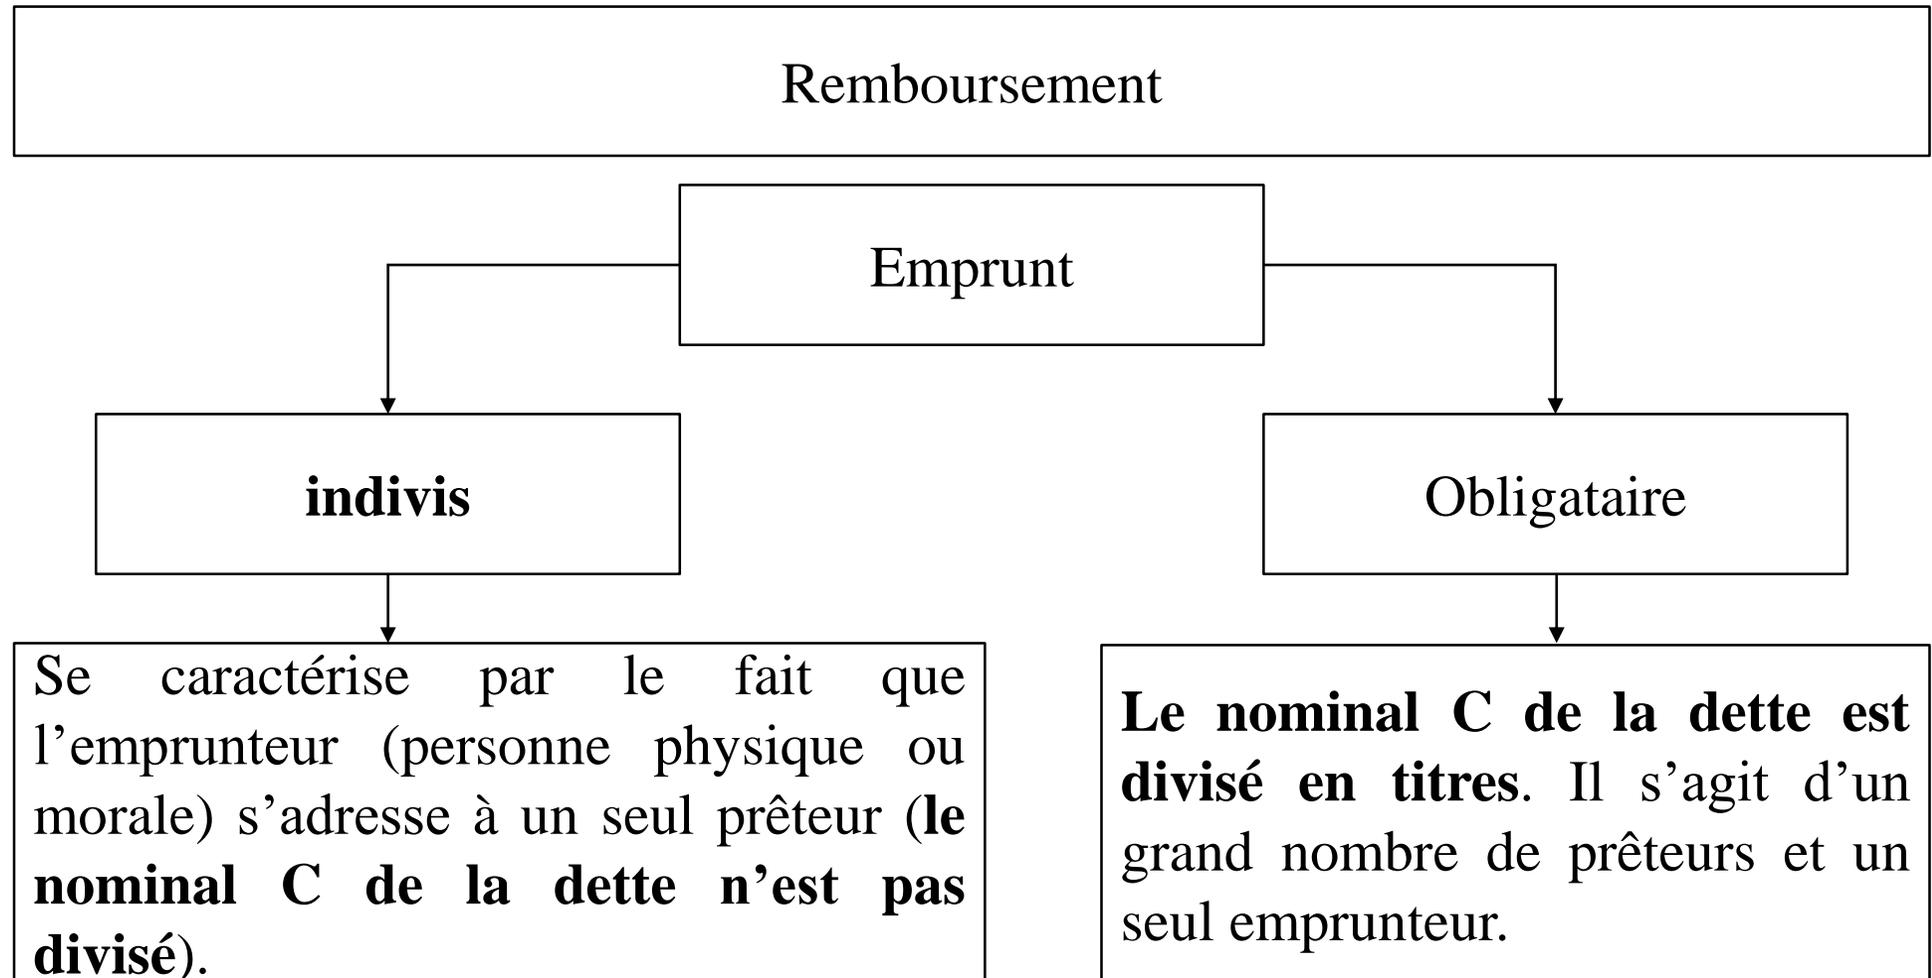 Remboursement
Emprunt
indivis
Obligataire
Se caractérise par le fait que
l’emprunteur (personne physique ou
morale) s’adresse à un seul prêteur (le
nominal C de la dette n’est pas
divisé).
Le nominal C de la dette est
divisé en titres. Il s’agit d’un
grand nombre de prêteurs et un
seul emprunteur.